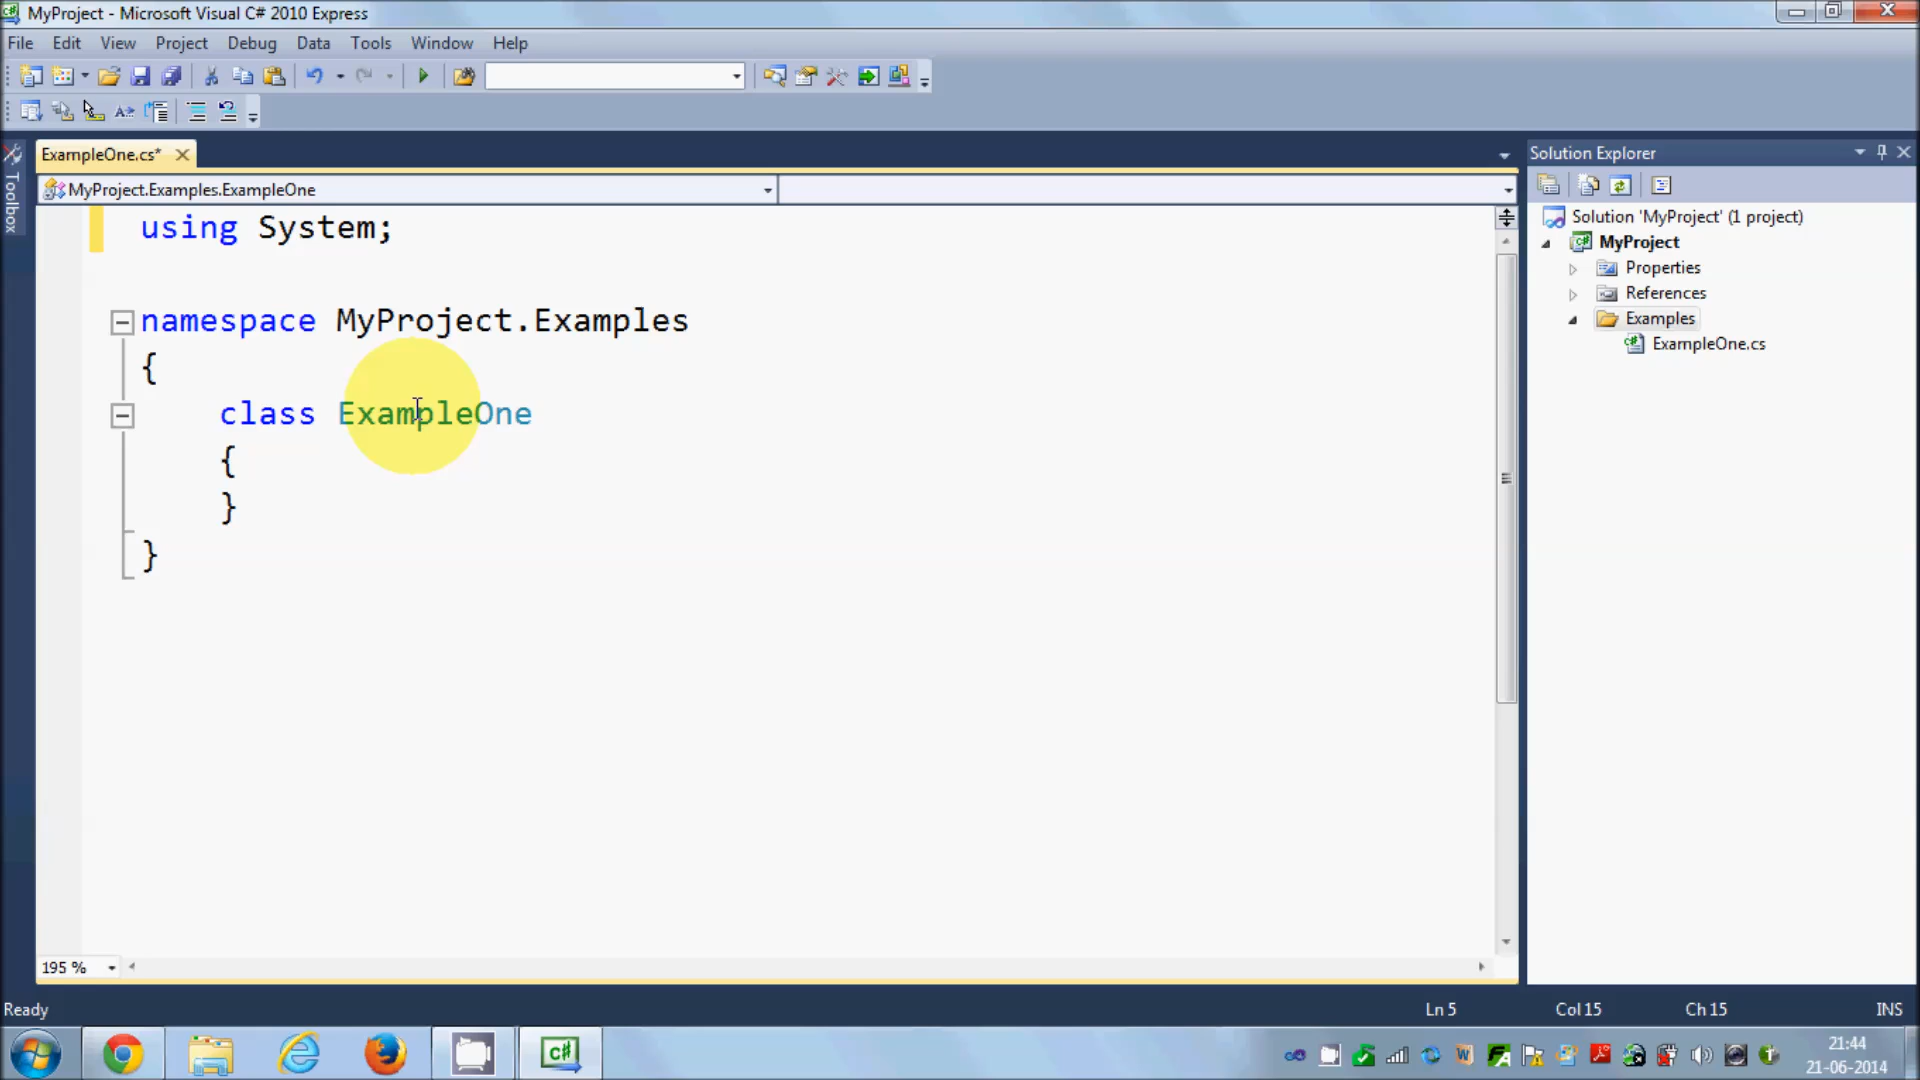 MyProject - Microsoft Visual C# 2010 Express
File Edit View Project Debug Data Tools Window Help
ExampleOne.cs*
Solution Explorer
Toolbox
MyProject.Examples.ExampleOne
using System;
namespace MyProject.Examples
{
class ExampleOne
{
}
}
Solution 'MyProject' (1 project)
MyProject
Properties
References
Examples
ExampleOne.cs
195 %
Ready
Ln 5
Col 15
Ch 15
INS
21:44
21-06-2014